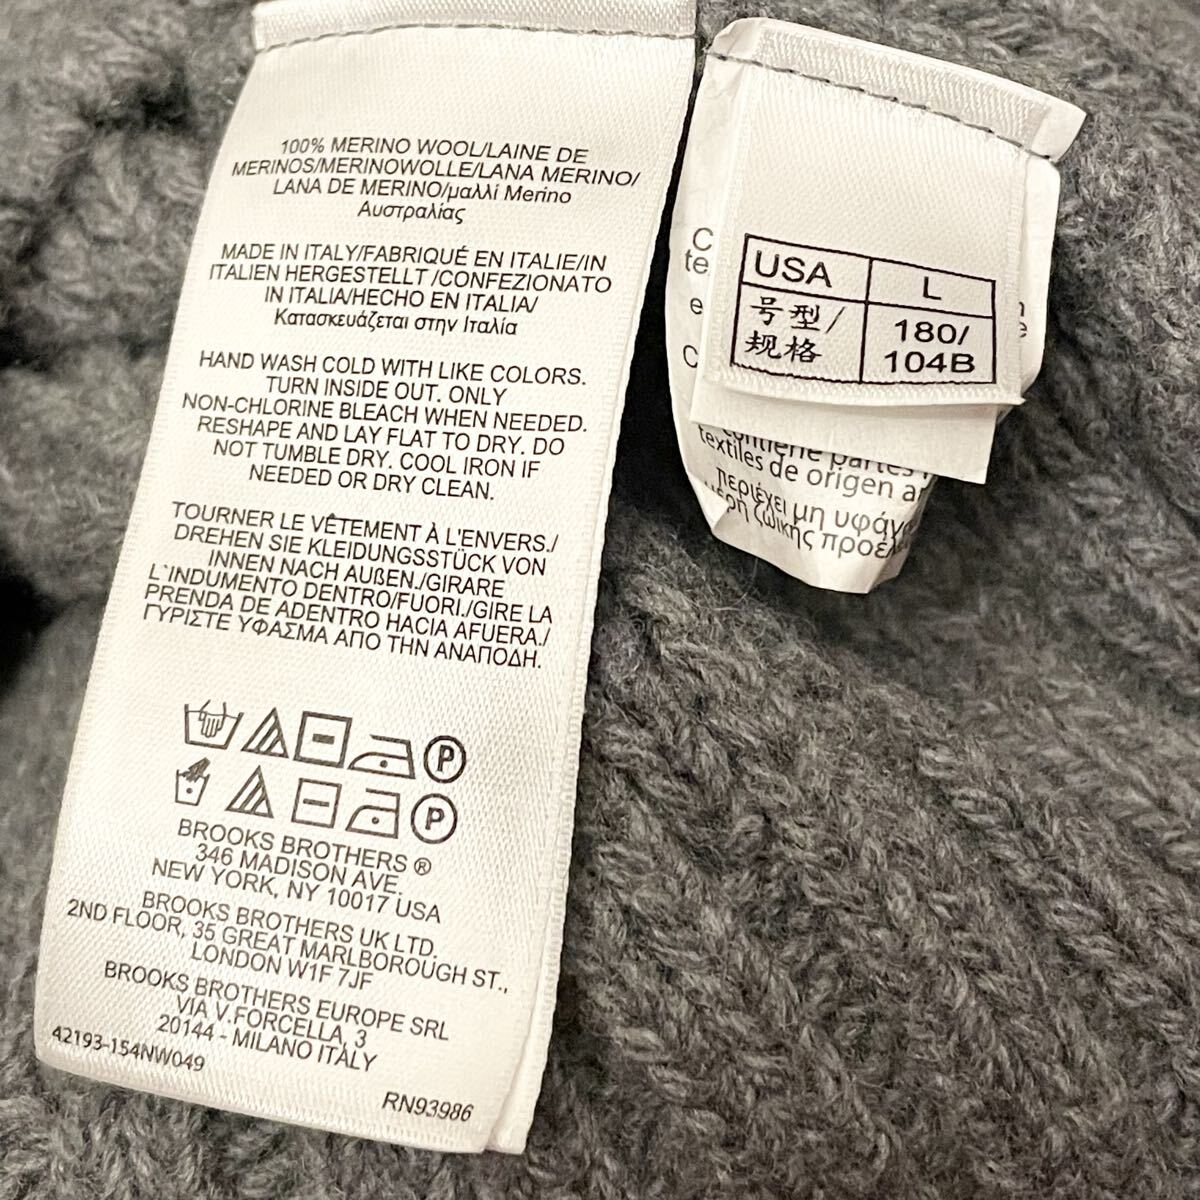 100% MERINO WOOL/LAINE DE
MERINOS/MERINOWOLLE/LANA MERINO/
LANA DE MERINO/μαλλί Merino
Αυστραλίας
MADE IN ITALY/FABRIQUÉ EN ITALIE/IN
ITALIEN HERGESTELLT /CONFEZIONATO
IN ITALIA/HECHO EN ITALIA/
Κατασκευάζεται στην Ιταλία
HAND WASH COLD WITH LIKE COLORS.
TURN INSIDE OUT. ONLY
NON-CHLORINE BLEACH WHEN NEEDED.
RESHAPE AND LAY FLAT TO DRY. DO
NOT TUMBLE DRY. COOL IRON IF
NEEDED OR DRY CLEAN.
TOURNER LE VÊTEMENT À L'ENVERS./
DREHEN SIE KLEIDUNGSSTÜCK VON
INNEN NACH AUßEN./GIRARE
L`INDUMENTO DENTRO/FUORI./GIRE LA
PRENDA DE ADENTRO HACIA AFUERA./
ΓΥΡΙΣΤΕ ΥΦΑΣΜΑ ΑΠΟ ΤΗΝ ΑΝΑΠΟΔΗ.
P
P
BROOKS BROTHERS ®
346 MADISON AVE.
NEW YORK, NY 10017 USA
BROOKS BROTHERS UK LTD.
2ND FLOOR, 35 GREAT MARLBOROUGH ST.,
LONDON W1F 7JF
BROOKS BROTHERS EUROPE SRL
VIA V.FORCELLA, 3
20144 - MILANO ITALY
42193-154NW049
RN93986
USA L
号型/
规格
180/
104B
contiene partes
textiles de origen
περιέχει μη
ζωικής